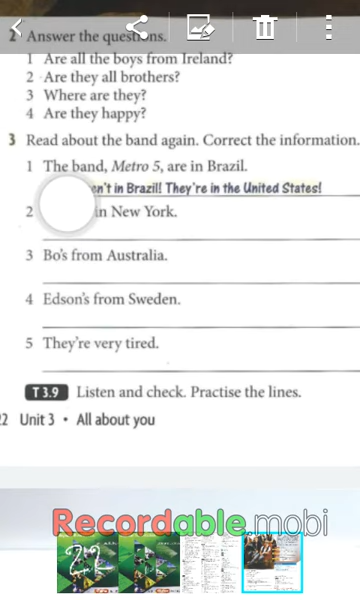 2 Answer the questions.
1 Are all the boys from Ireland?
2 Are they all brothers?
3 Where are they?
4 Are they happy?
3 Read about the band again. Correct the information.
1 The band, Metro 5, are in Brazil.
in Brazil! They're in the United States!
2 in New York.
3 Bo's from Australia.
4 Edson's from Sweden.
5 They're very tired.
T 3.9 Listen and check. Practise the lines.
22 Unit 3 • All about you
Recordable.mobi